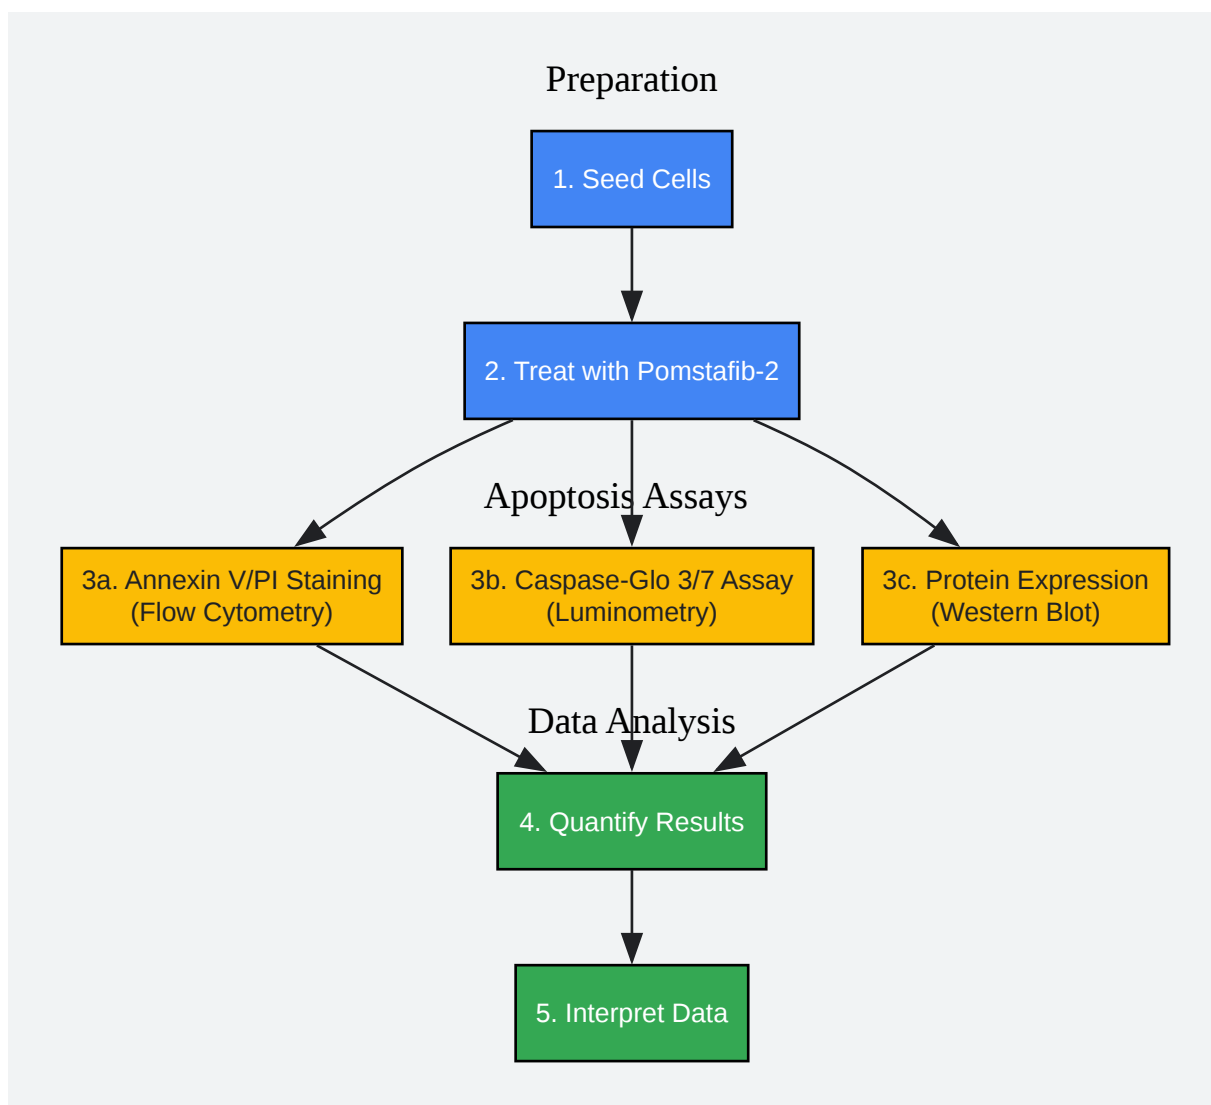 Preparation
1. Seed Cells
2. Treat with Pomstafib-2
Apoptosis Assays
3a. Annexin V/PI Staining
(Flow Cytometry)
3b. Caspase-Glo 3/7 Assay
(Luminometry)
3c. Protein Expression
(Western Blot)
Data Analysis
4. Quantify Results
5. Interpret Data